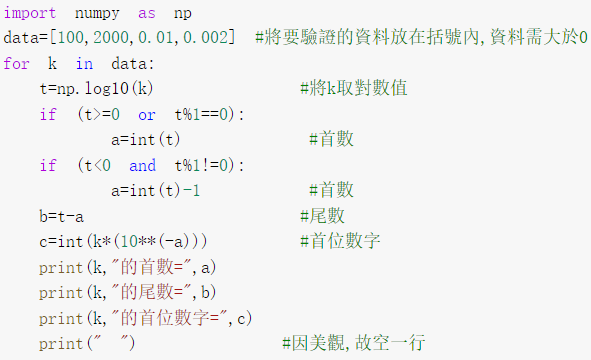 import numpy as np
data=[100,2000,0.01,0.002] #將要驗證的資料放在括號內,資料需大於0
for k in data:
    t=np.log10(k) #將k取對數值
    if (t>=0 or t%1==0):
        a=int(t) #首數
    if (t<0 and t%1!=0):
        a=int(t)-1 #首數
    b=t-a #尾數
    c=int(k*(10**(-a))) #首位數字
    print(k,"的首數=",a)
    print(k,"的尾數=",b)
    print(k,"的首位數字=",c)
    print(" ") #因美觀,故空一行